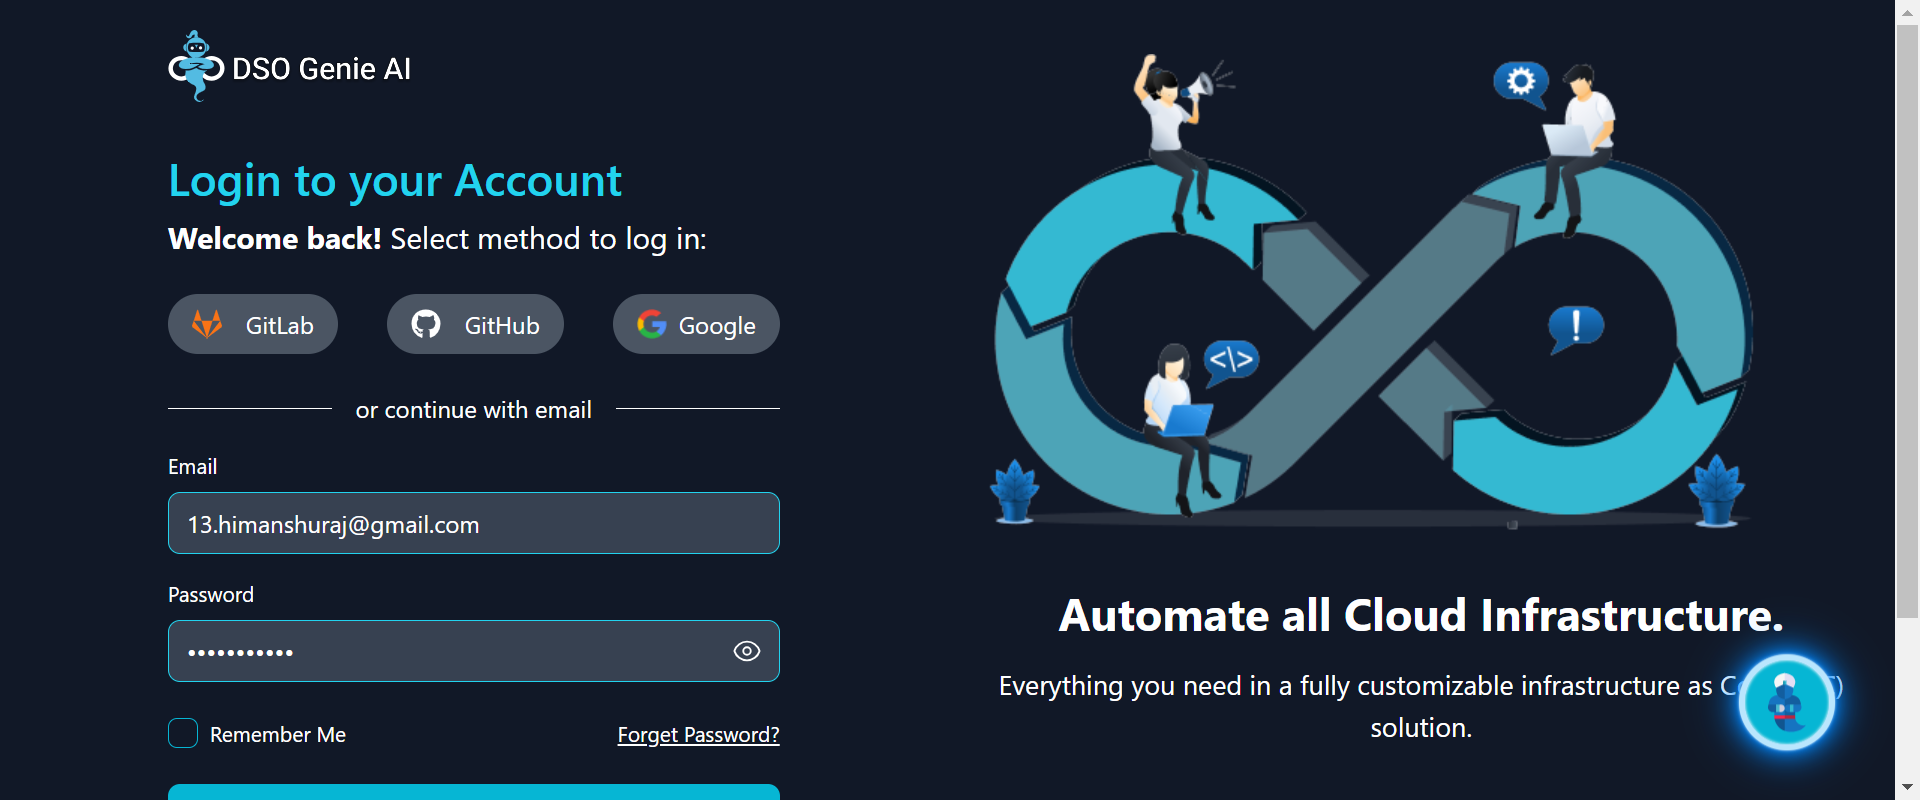 DSO Genie AI
Login to your Account
Welcome back! Select method to log in:
GitLab
GitHub
Google
or continue with email
Email
13.himanshuraj@gmail.com
Password
•••••••••••
Remember Me
Forget Password?
</>
!
Automate all Cloud Infrastructure.
Everything you need in a fully customizable infrastructure as
solution.